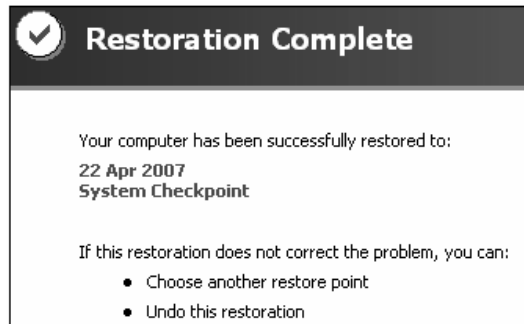 Restoration Complete
Your computer has been successfully restored to:
22 Apr 2007
System Checkpoint
If this restoration does not correct the problem, you can:
• Choose another restore point
• Undo this restoration